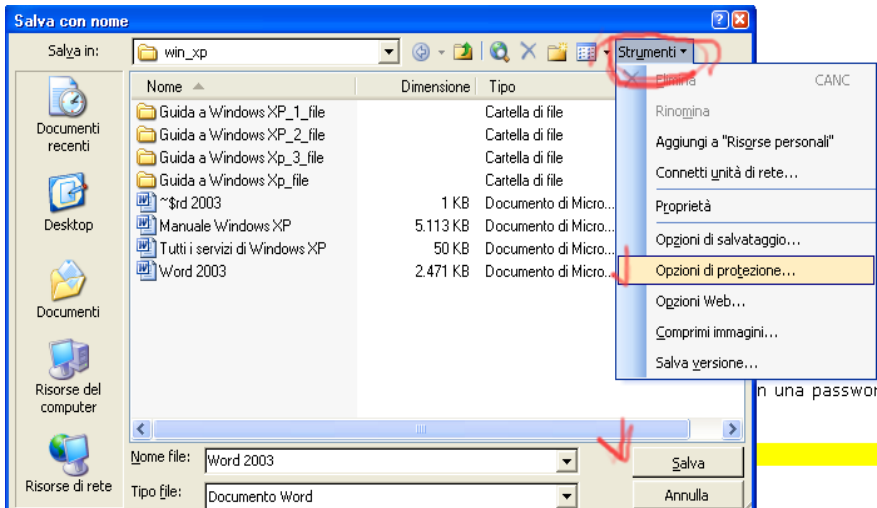 Salva con nome
Salva in: win_xp Strumenti
Nome Dimensione Tipo
Guida a Windows XP_1_file Cartella di file
Guida a Windows XP_2_file Cartella di file
Guida a Windows Xp_3_file Cartella di file
Guida a Windows Xp_file Cartella di file
~$rd 2003 1 KB Documento di Micro...
Manuale Windows XP 5.113 KB Documento di Micro...
Tutti i servizi di Windows XP 50 KB Documento di Micro...
Word 2003 2.471 KB Documento di Micro...
Documenti
recenti
Desktop
Documenti
Risorse del
computer
Risorse di rete
Elimina CANC
Rinomina
Aggiungi a "Risorse personali"
Connetti unità di rete...
Proprietà
Opzioni di salvataggio...
Opzioni di protezione...
Opzioni Web...
Comprimi immagini...
Salva versione...
n una passwor
Nome file: Word 2003 Salva
Tipo file: Documento Word Annulla